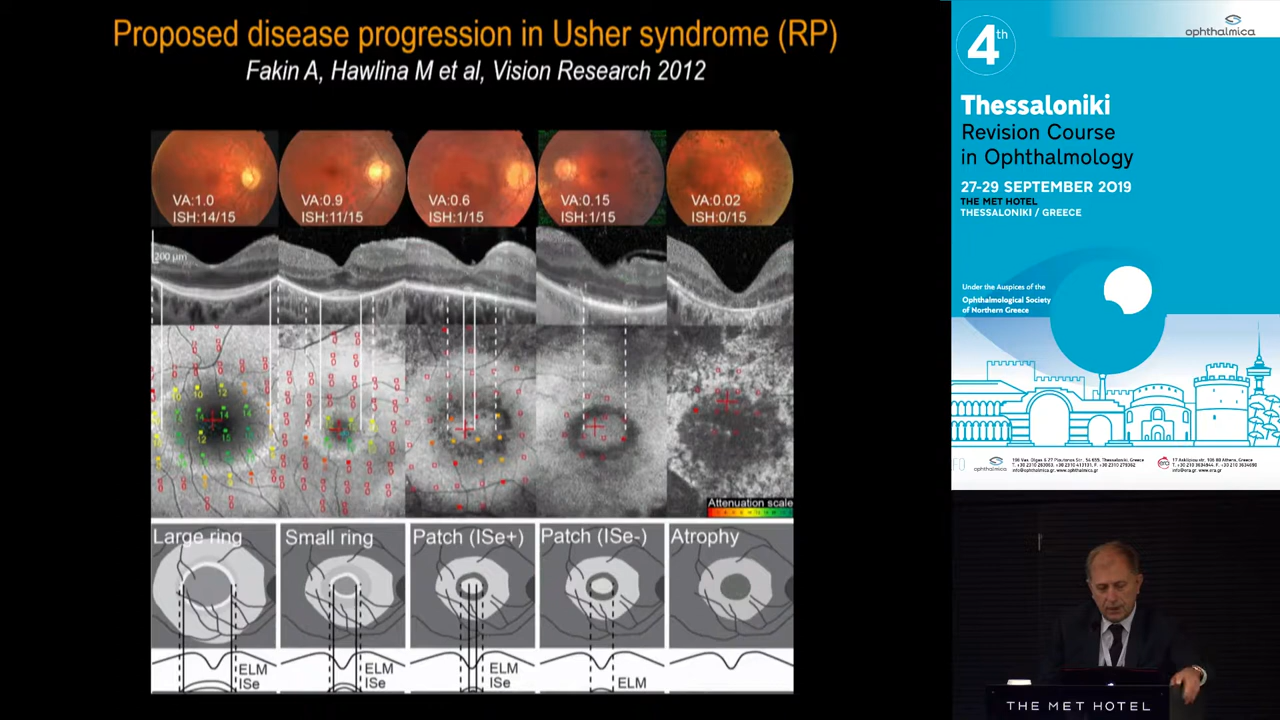 Proposed disease progression in Usher syndrome (RP)
Fakin A, Hawlina M et al, Vision Research 2012
VA:1.0
ISH:14/15
VA:0.9
ISH:11/15
VA:0.6
ISH:1/15
VA:0.15
ISH:1/15
VA:0.02
ISH:0/15
200 µm
Attenuation scale
Large ring
Small ring
Patch (ISe+)
Patch (ISe-)
Atrophy
ELM
ISe
ELM
ISe
ELM
ISe
ELM
ophthalmica
4th
Thessaloniki
Revision Course
in Ophthalmology
27-29 SEPTEMBER 2019
THE MET HOTEL
THESSALONIKI / GREECE
Under the Auspices of the
Ophthalmological Society
of Northern Greece
ophthalmica
THE MET HOTEL